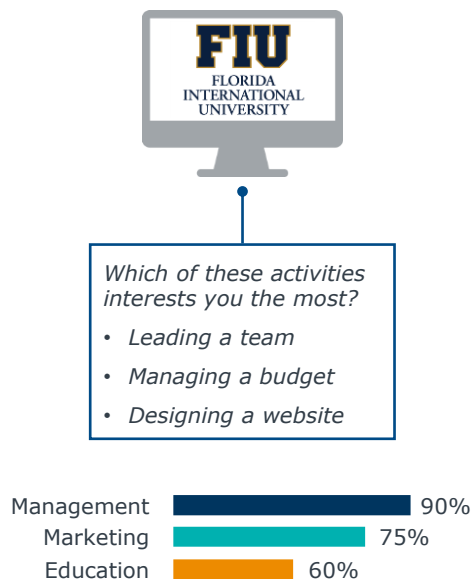 FIU
FLORIDA
INTERNATIONAL
UNIVERSITY
Which of these activities
interests you the most?
• Leading a team
• Managing a budget
• Designing a website
Management 90%
Marketing 75%
Education 60%